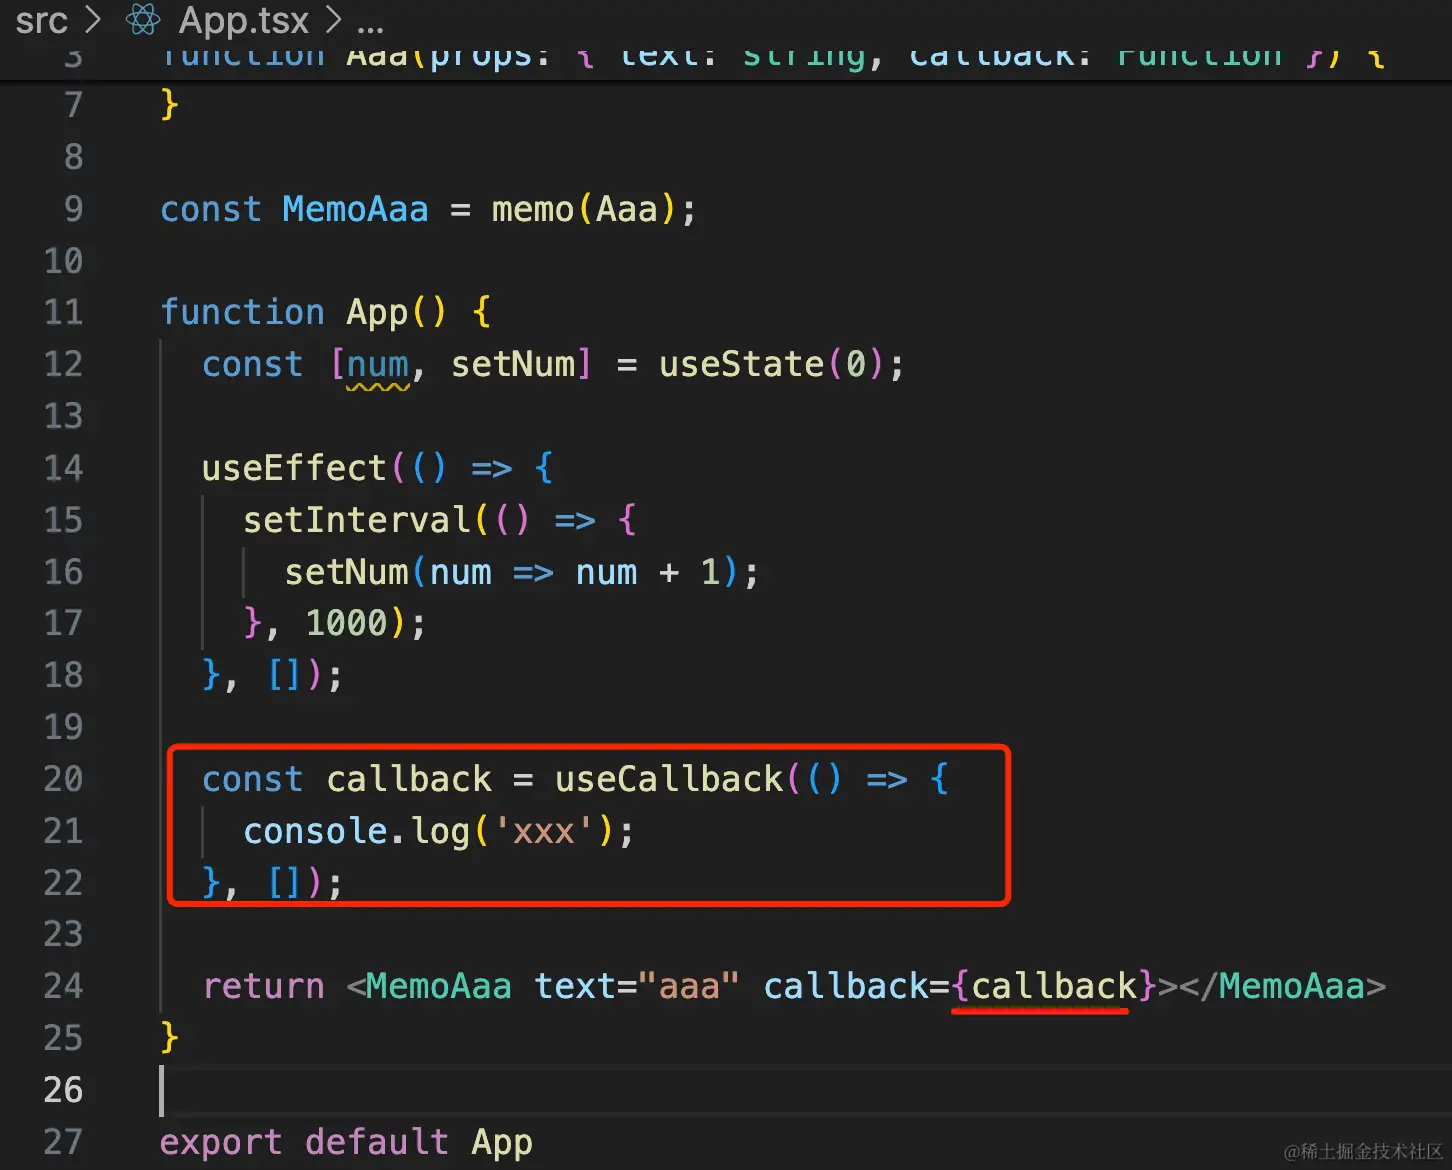 src > App.tsx > ...
3 function Aaa(props: { text: string, callback: Function }) {
7 }
8
9 const MemoAaa = memo(Aaa);
10
11 function App() {
12 const [num, setNum] = useState(0);
13
14 useEffect(() => {
15 setInterval(() => {
16 setNum(num => num + 1);
17 }, 1000);
18 }, []);
19
20 const callback = useCallback(() => {
21 console.log('xxx');
22 }, []);
23
24 return <MemoAaa text="aaa" callback={callback}></MemoAaa>
25 }
26
27 export default App
@稀土掘金技术社区